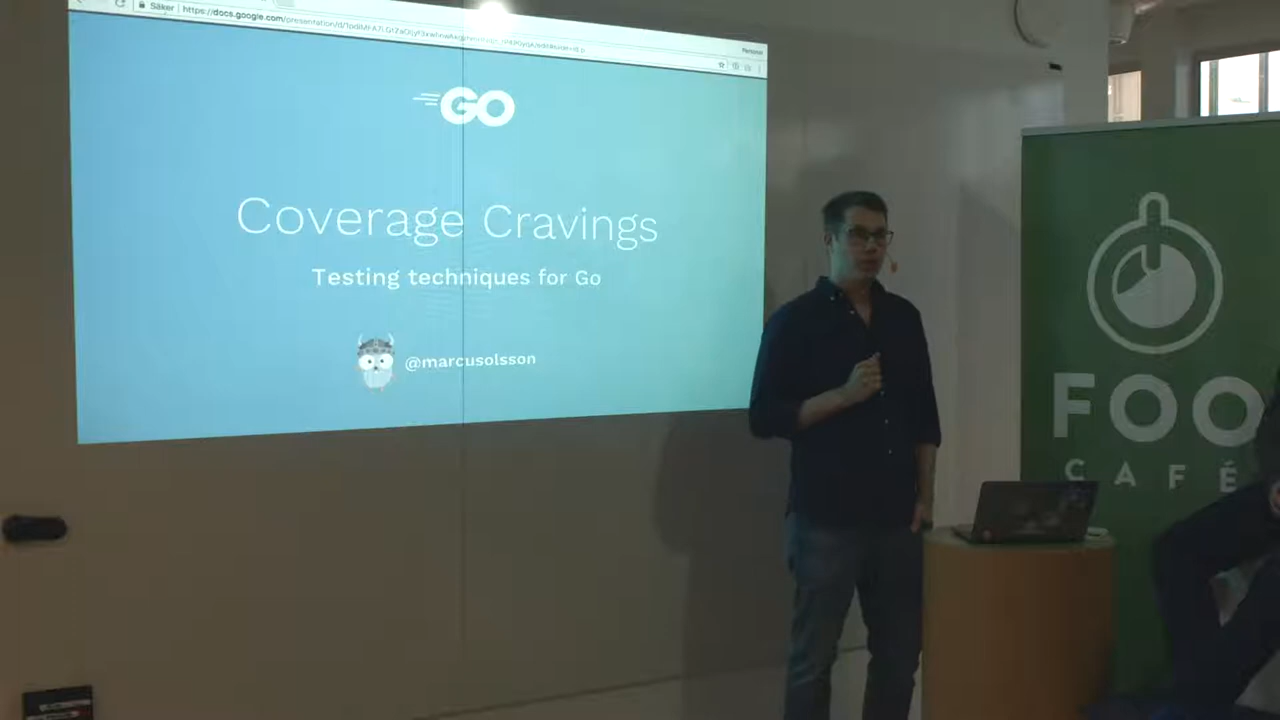 Säker | https://docs.google.com/presentation/d/
GO
Coverage Cravings
Testing techniques for Go
@marcusolsson
FOO
CAFÉ